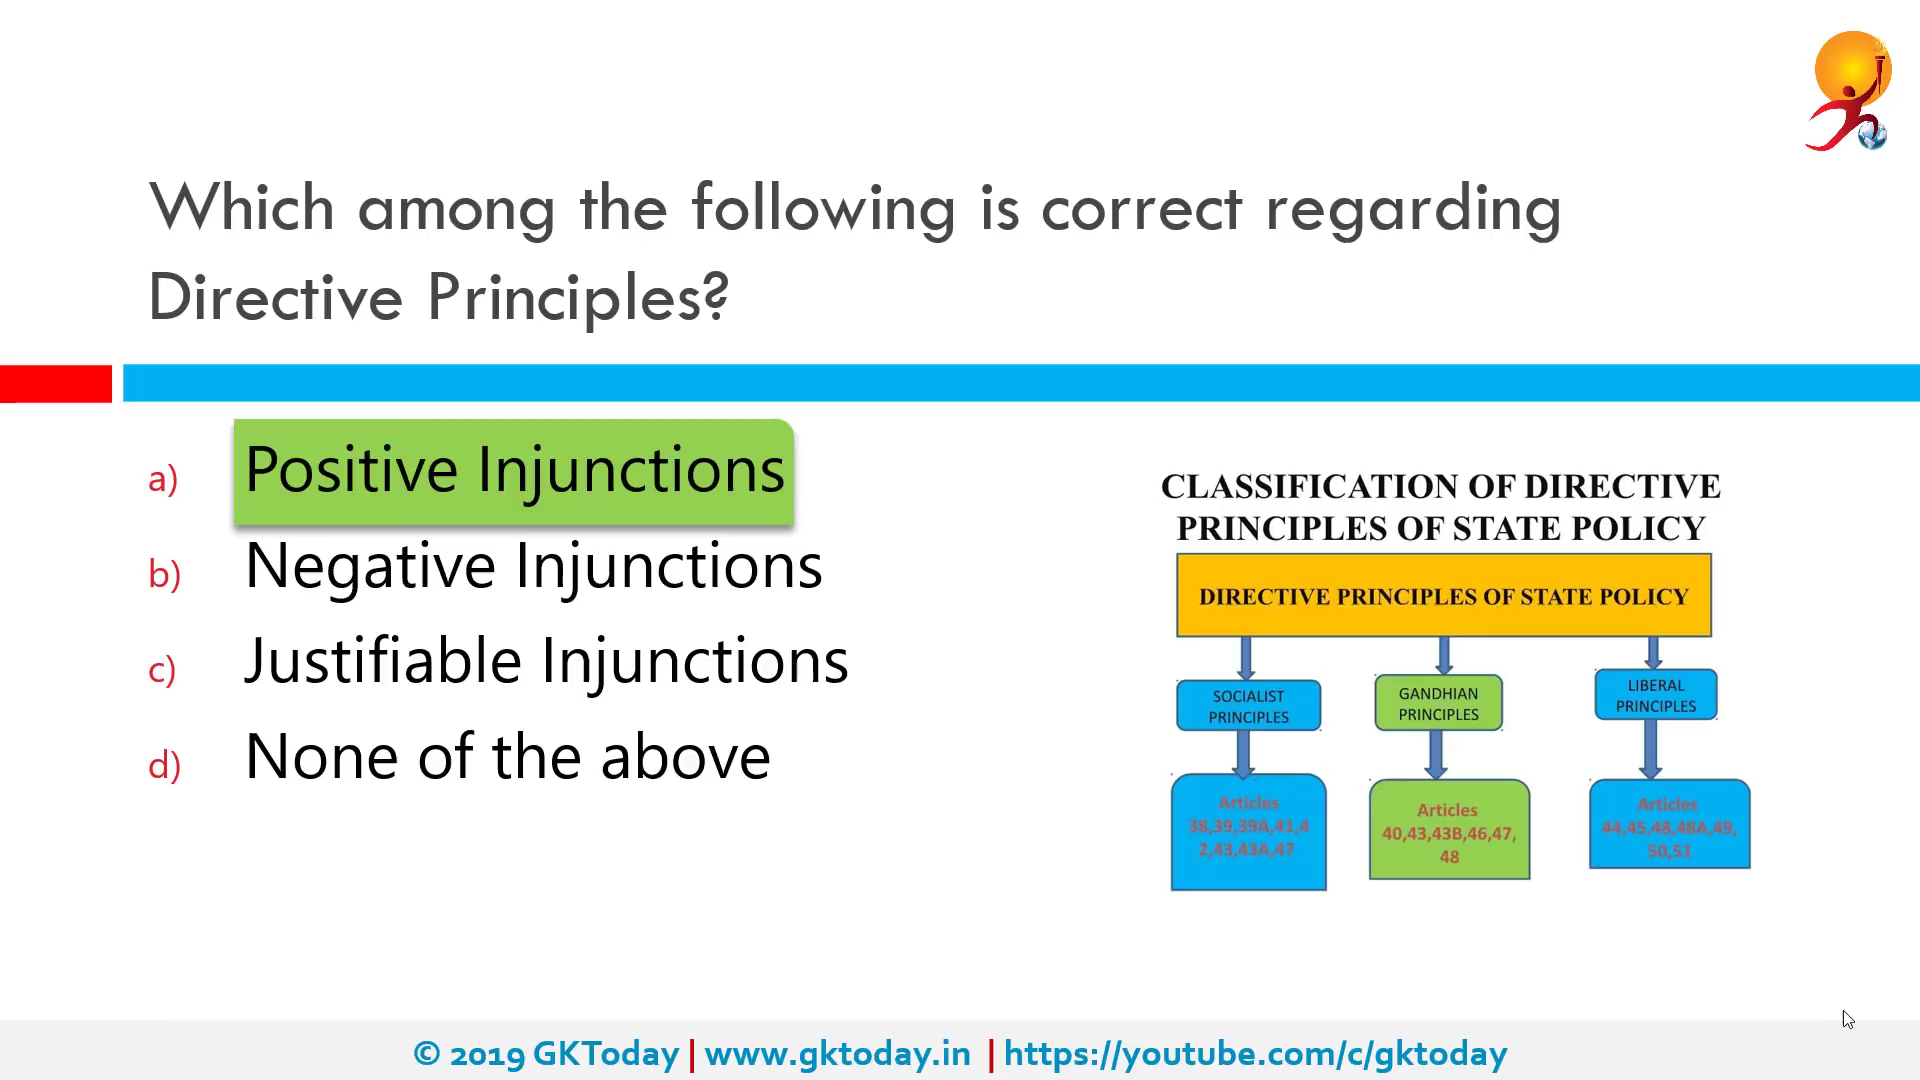 Which among the following is correct regarding
Directive Principles?
a) Positive Injunctions
b) Negative Injunctions
c) Justifiable Injunctions
d) None of the above
CLASSIFICATION OF DIRECTIVE
PRINCIPLES OF STATE POLICY
DIRECTIVE PRINCIPLES OF STATE POLICY
SOCIALIST
PRINCIPLES
GANDHIAN
PRINCIPLES
LIBERAL
PRINCIPLES
Articles
38,39,39A,41,4
2,43,43A,47
Articles
40,43,43B,46,47,
48
Articles
44,45,48,48A,49,
50,51
© 2019 GKToday | www.gktoday.in | https://youtube.com/c/gktoday